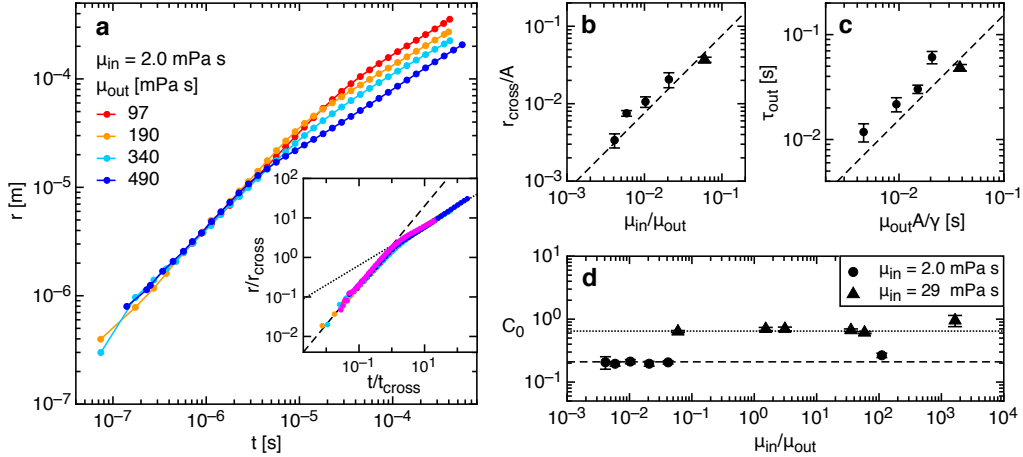 a
μin = 2.0 mPa s
μout [mPa s]
97
190
340
490
r [m]
10-4
10-5
10-6
10-7
10-7
10-6
10-5
10-4
t [s]
r/rcross
10²
10¹
10⁰
10-1
10-2
10-1
10¹
t/tcross
b
rcross/A
10-1
10-2
10-3
10-3
10-2
10-1
μin/μout
c
τout [s]
10-1
10-2
10-2
10-1
μoutA/γ [s]
d
μin = 2.0 mPa s
μin = 29 mPa s
C0
10¹
10⁰
10-1
10-3
10-2
10-1
10⁰
10¹
10²
10³
10⁴
μin/μout